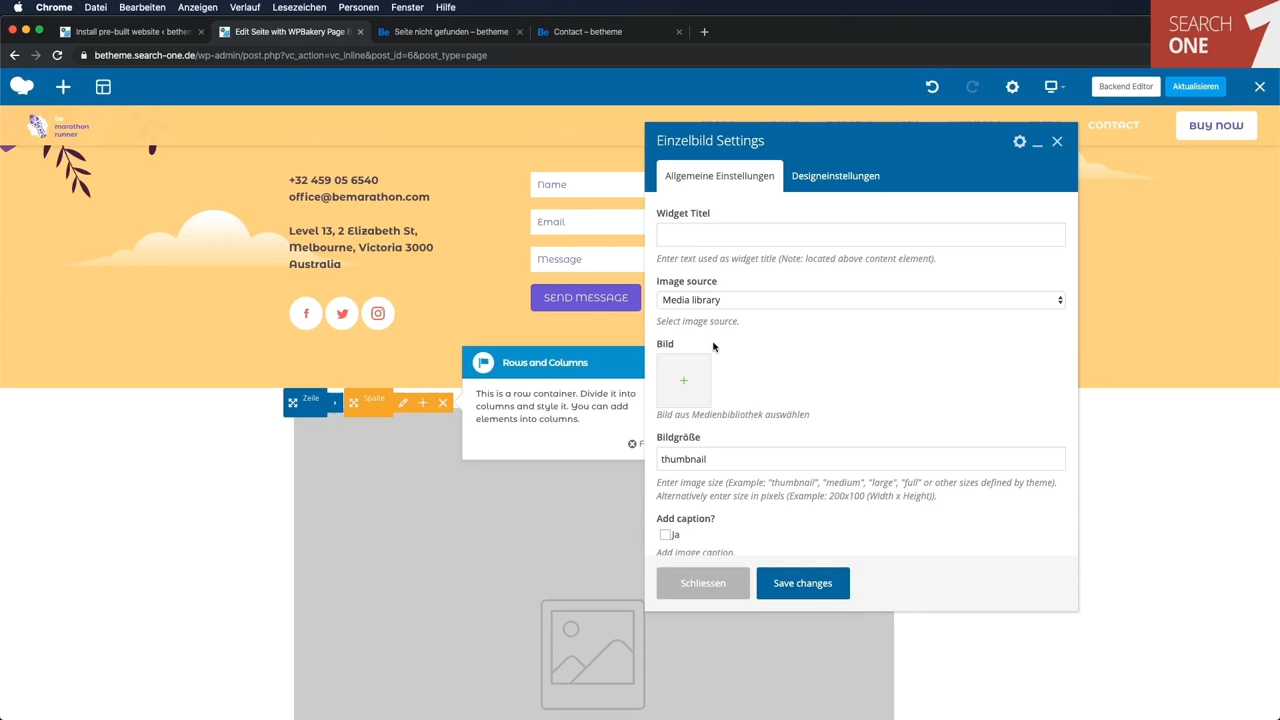 Chrome Datei Bearbeiten Anzeigen Verlauf Lesezeichen Personen Fenster Hilfe
SEARCH
ONE
Install pre-built website ‹ bethem
Edit Seite with WPBakery Page B
Seite nicht gefunden – betheme
Contact – betheme
betheme.search-one.de/wp-admin/post.php?vc_action=vc_inline&post_id=6&post_type=page
Backend Editor
Aktualisieren
be
marathon
runner
CONTACT
BUY NOW
+32 459 05 6540
office@bemarathon.com
Level 13, 2 Elizabeth St,
Melbourne, Victoria 3000
Australia
Name
Email
Message
SEND MESSAGE
Zeile
Spalte
Rows and Columns
This is a row container. Divide it into
columns and style it. You can add
elements into columns.
Einzelbild Settings
Allgemeine Einstellungen
Designeinstellungen
Widget Titel
Enter text used as widget title (Note: located above content element).
Image source
Media library
Select image source.
Bild
Bild aus Medienbibliothek auswählen
Bildgröße
thumbnail
Enter image size (Example: "thumbnail", "medium", "large", "full" or other sizes defined by theme).
Alternatively enter size in pixels (Example: 200x100 (Width x Height)).
Add caption?
Ja
Add image caption.
Schliessen
Save changes